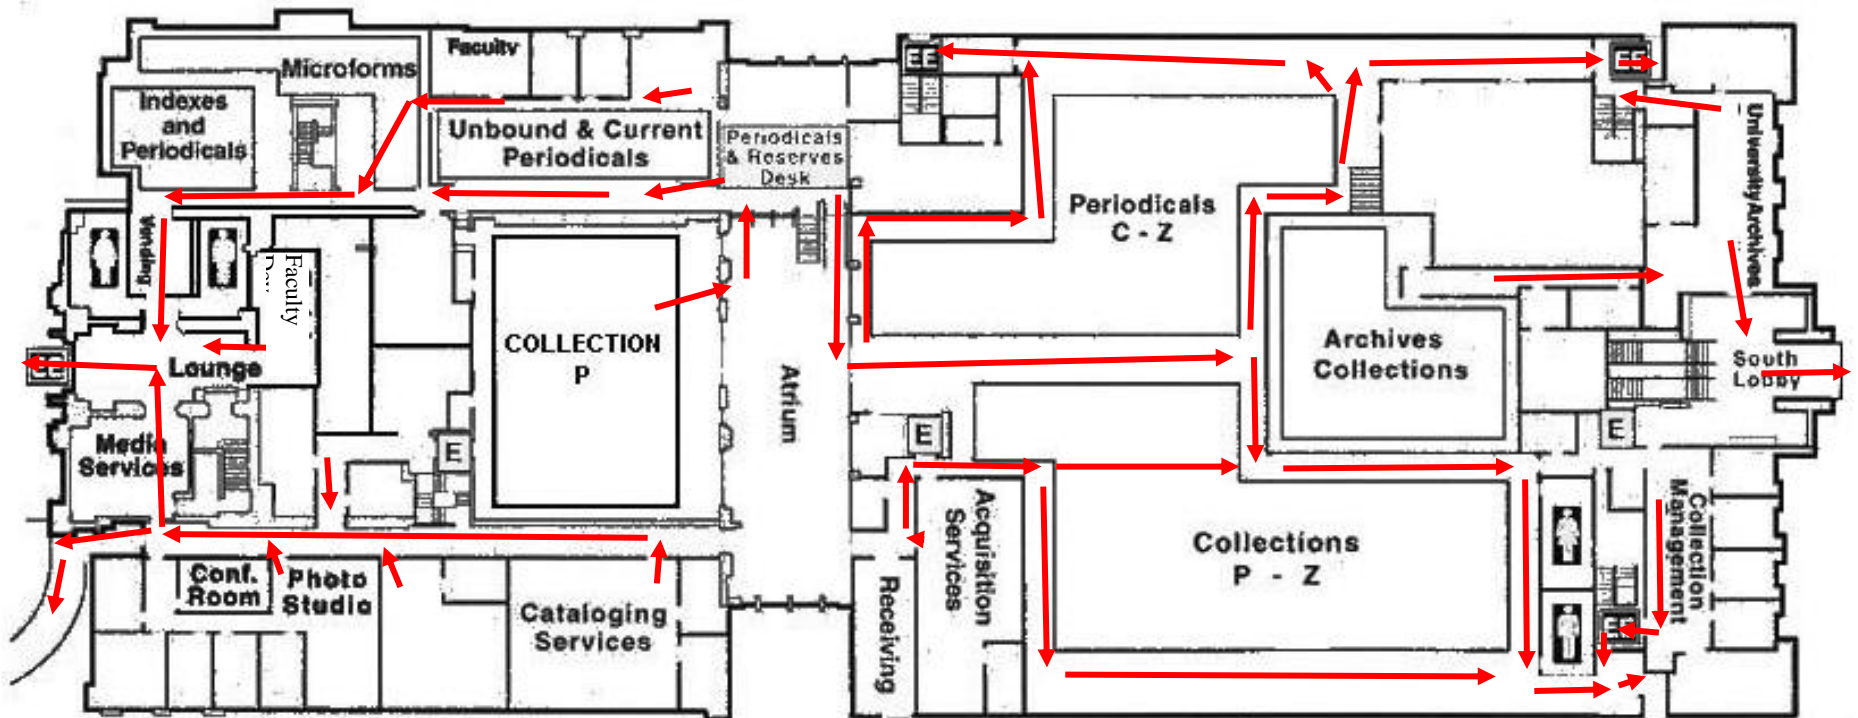 Faculty
Microforms
Indexes
and
Periodicals
Unbound & Current
Periodicals
Periodicals
& Reserves
Desk
University Archives
Periodicals
C - Z
Vending
Faculty
COLLECTION
P
Archives
Collections
South
Lobby
Lounge
Atrium
Media
Services
E
E
E
Acquisition
Services
Collection
Management
Collections
P - Z
Conf.
Room
Photo
Studio
Cataloging
Services
Receiving